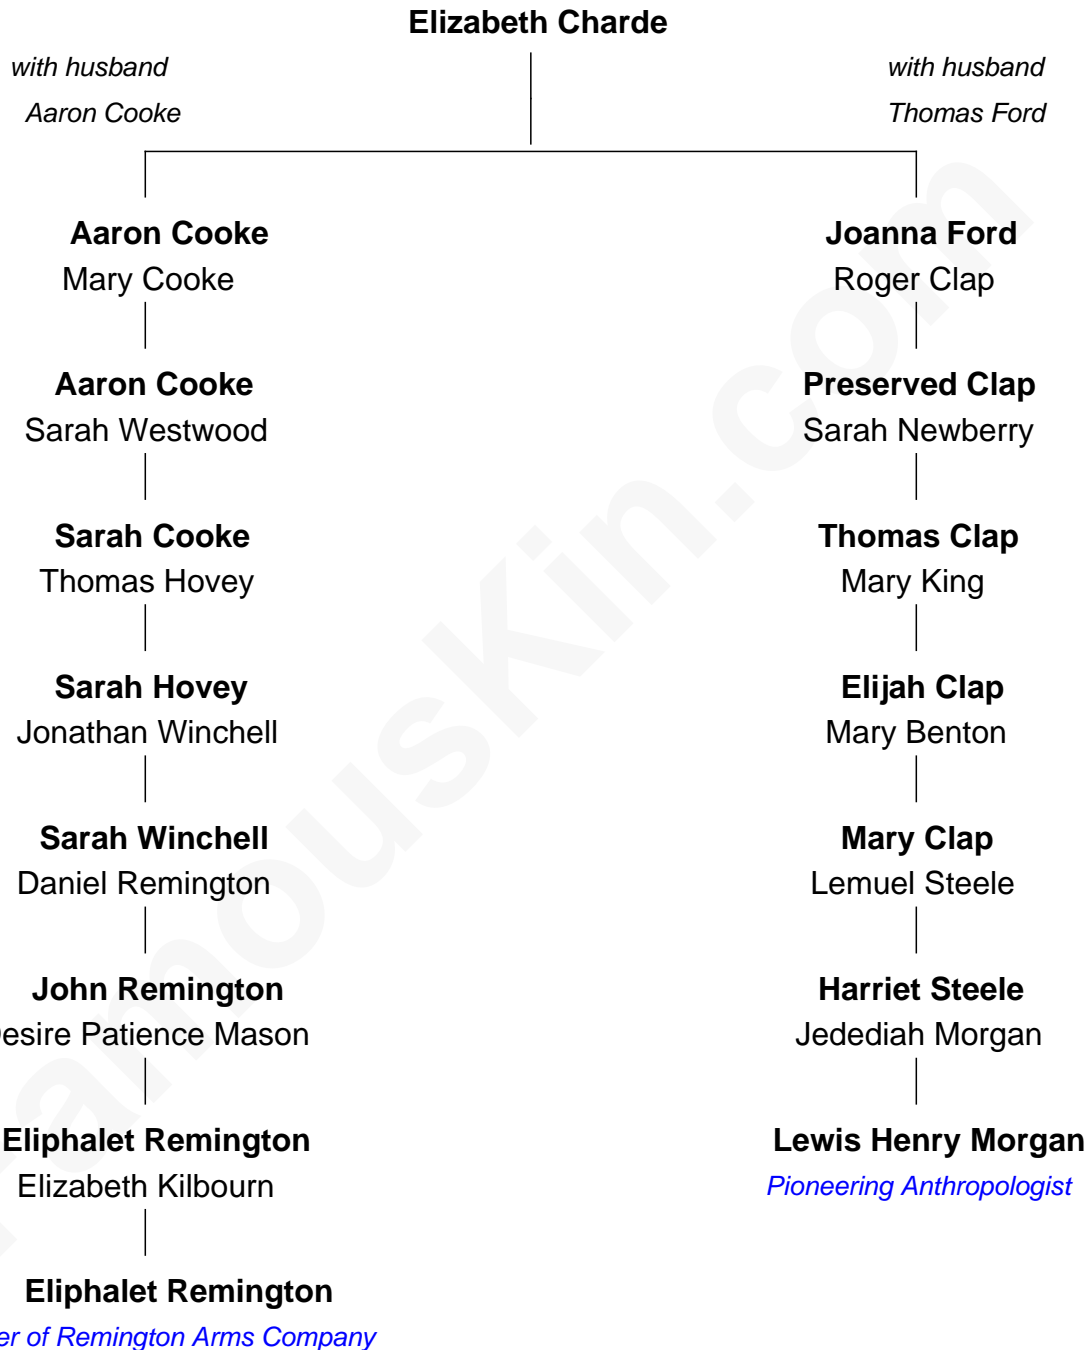 Elizabeth Charde
with husband
Aaron Cooke
with husband
Thomas Ford
Aaron Cooke
Mary Cooke
Joanna Ford
Roger Clap
Aaron Cooke
Sarah Westwood
Preserved Clap
Sarah Newberry
Sarah Cooke
Thomas Hovey
Thomas Clap
Mary King
Sarah Hovey
Jonathan Winchell
Elijah Clap
Mary Benton
Sarah Winchell
Daniel Remington
Mary Clap
Lemuel Steele
John Remington
Patience Mason
Harriet Steele
Jedediah Morgan
Eliphalet Remington
Elizabeth Kilbourn
Lewis Henry Morgan
Pioneering Anthropologist
Eliphalet Remington
of Remington Arms Company
FamousKin.com